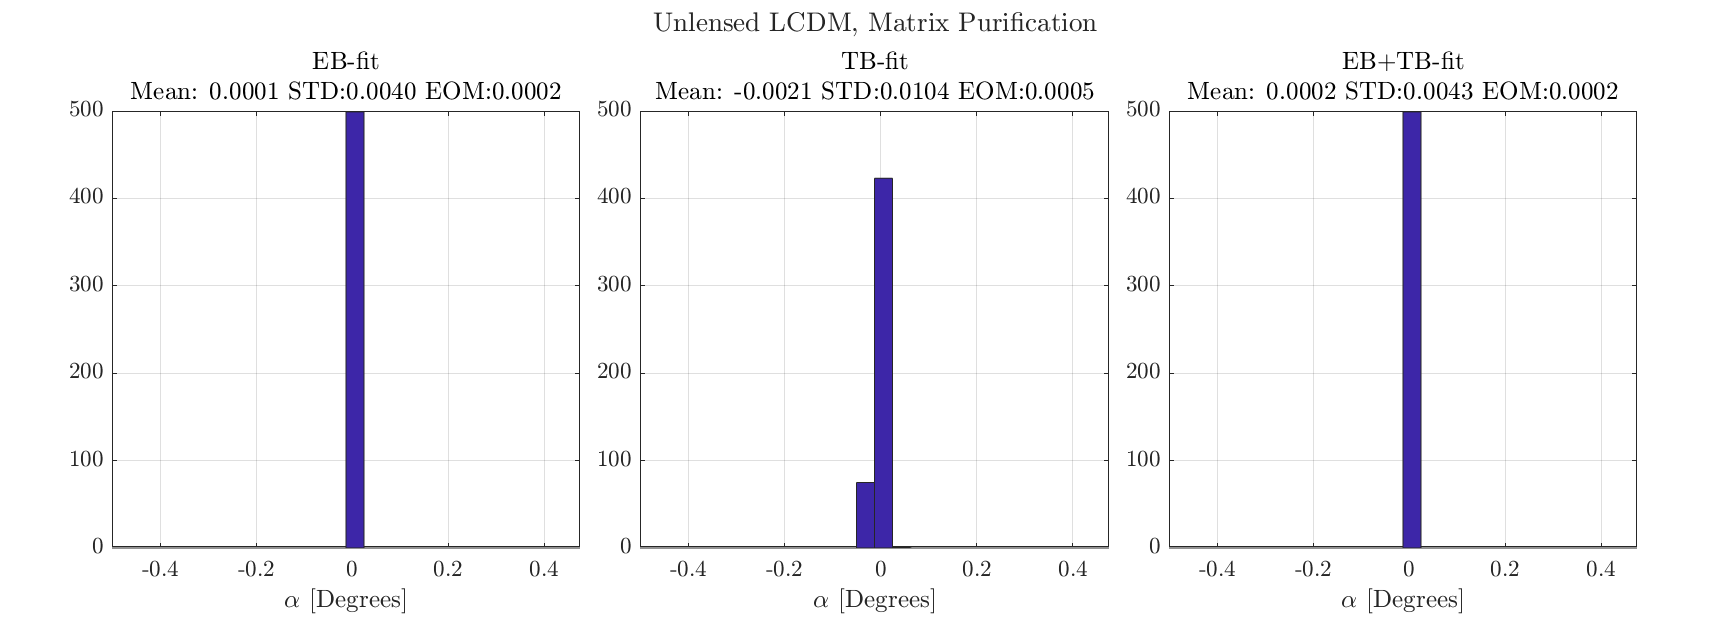 Unlensed LCDM, Matrix Purification
EB-fit
Mean: 0.0001 STD:0.0040 EOM:0.0002
500
400
300
200
100
0
-0.4 -0.2 0 0.2 0.4
α [Degrees]
TB-fit
Mean: -0.0021 STD:0.0104 EOM:0.0005
500
400
300
200
100
0
-0.4 -0.2 0 0.2 0.4
α [Degrees]
EB+TB-fit
Mean: 0.0002 STD:0.0043 EOM:0.0002
500
400
300
200
100
0
-0.4 -0.2 0 0.2 0.4
α [Degrees]